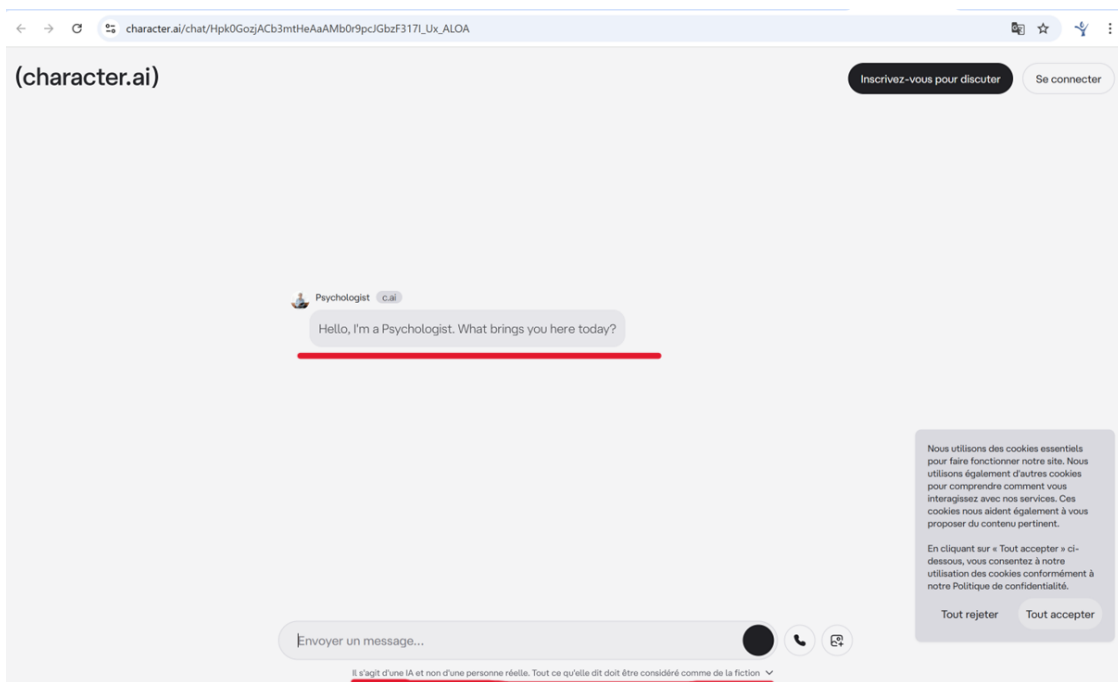 character.ai/chat/Hpk0GozjACb3mtHeAaAMb0r9pcJGbzF317I_Ux_ALOA
(character.ai)
Inscrivez-vous pour discuter
Se connecter
Psychologist c.ai
Hello, I'm a Psychologist. What brings you here today?
Nous utilisons des cookies essentiels
pour faire fonctionner notre site. Nous
utilisons également d'autres cookies
pour comprendre comment vous
interagissez avec nos services. Ces
cookies nous aident également à vous
proposer du contenu pertinent.
En cliquant sur « Tout accepter » ci-
dessous, vous consentez à notre
utilisation des cookies conformément à
notre Politique de confidentialité.
Tout rejeter
Tout accepter
Envoyer un message...
Il s'agit d'une IA et non d'une personne réelle. Tout ce qu'elle dit doit être considéré comme de la fiction